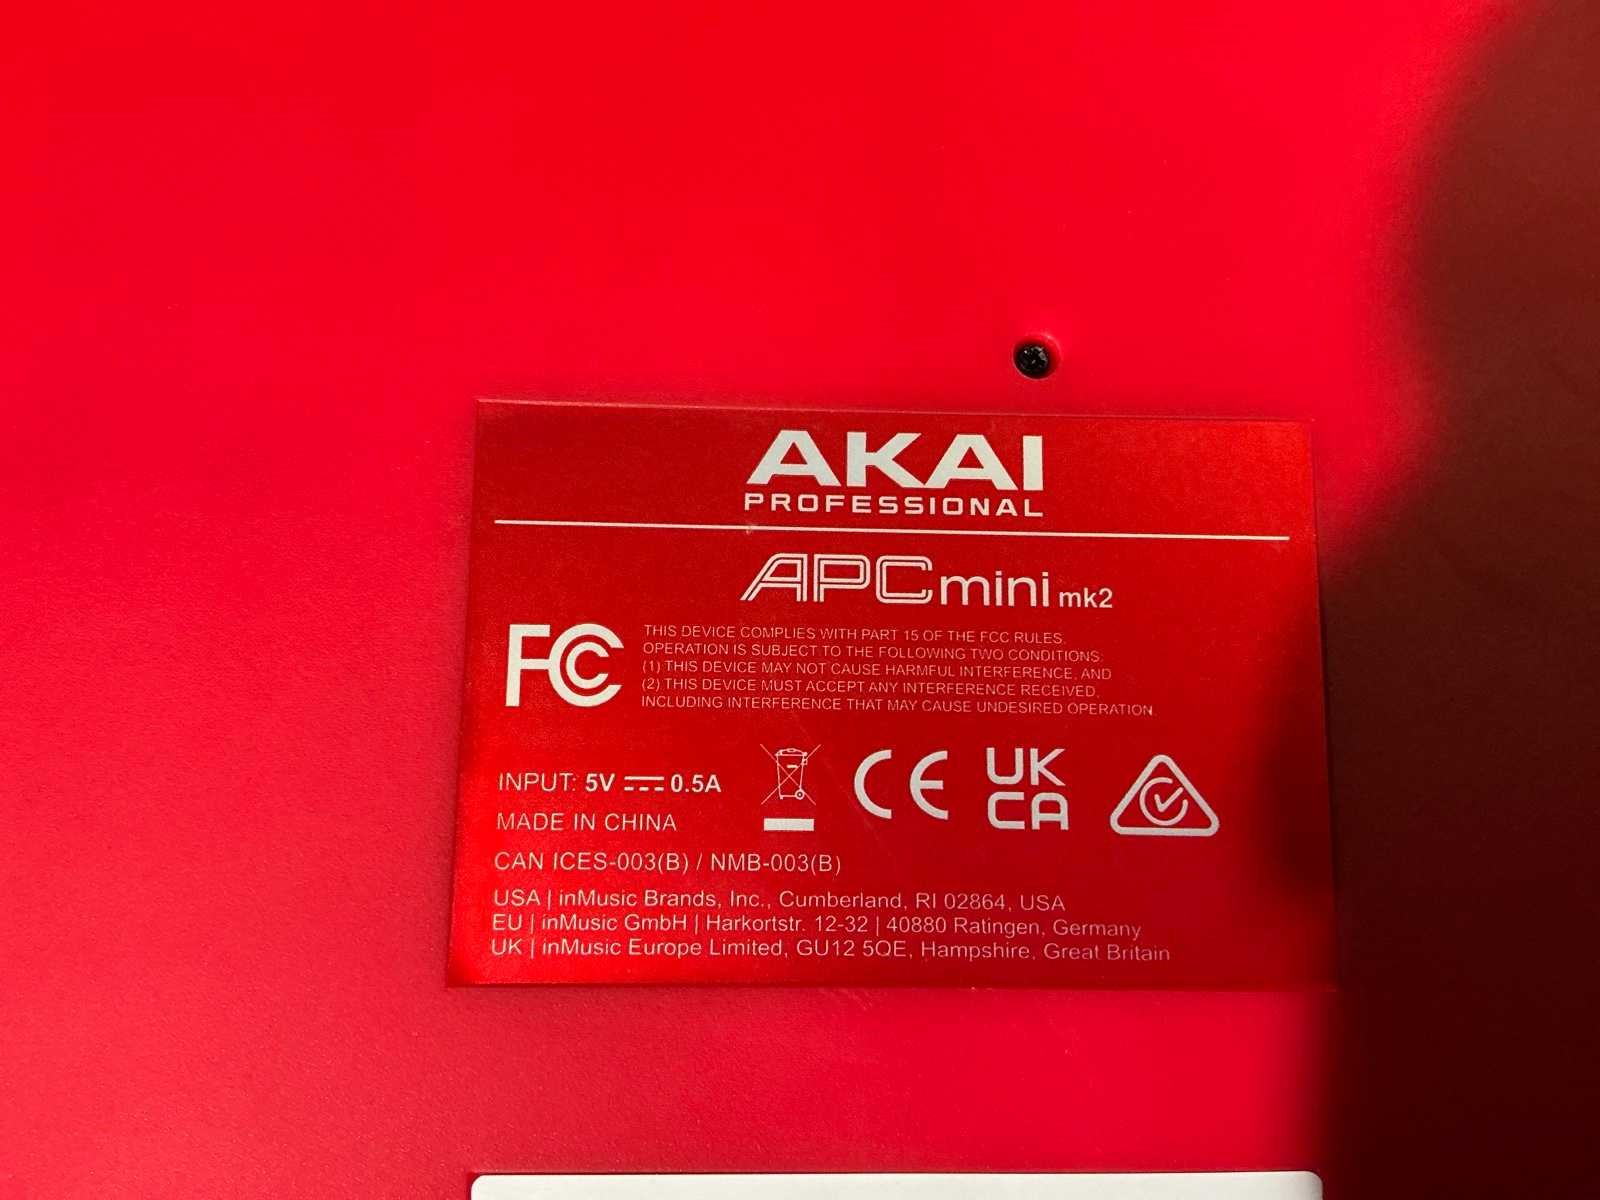 AKAI
PROFESSIONAL
APCmini mk2
FC
THIS DEVICE COMPLIES WITH PART 15 OF THE FCC RULES.
OPERATION IS SUBJECT TO THE FOLLOWING TWO CONDITIONS:
(1) THIS DEVICE MAY NOT CAUSE HARMFUL INTERFERENCE, AND
(2) THIS DEVICE MUST ACCEPT ANY INTERFERENCE RECEIVED,
INCLUDING INTERFERENCE THAT MAY CAUSE UNDESIRED OPERATION.
INPUT: 5V 0.5A
CE
UK
CA
MADE IN CHINA
CAN ICES-003(B) / NMB-003(B)
USA | inMusic Brands, Inc., Cumberland, RI 02864, USA
EU | inMusic GmbH | Harkortstr. 12-32 | 40880 Ratingen, Germany
UK | inMusic Europe Limited, GU12 5QE, Hampshire, Great Britain